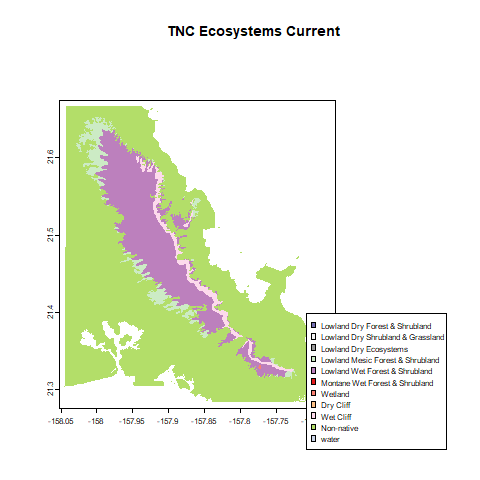 TNC Ecosystems Current
21.6
21.5
21.4
21.3
-158.05
-158
-157.95
-157.9
-157.85
-157.8
-157.75
Lowland Dry Forest & Shrubland
Lowland Dry Shrubland & Grassland
Lowland Dry Ecosystems
Lowland Mesic Forest & Shrubland
Lowland Wet Forest & Shrubland
Montane Wet Forest & Shrubland
Wetland
Dry Cliff
Wet Cliff
Non-native
water